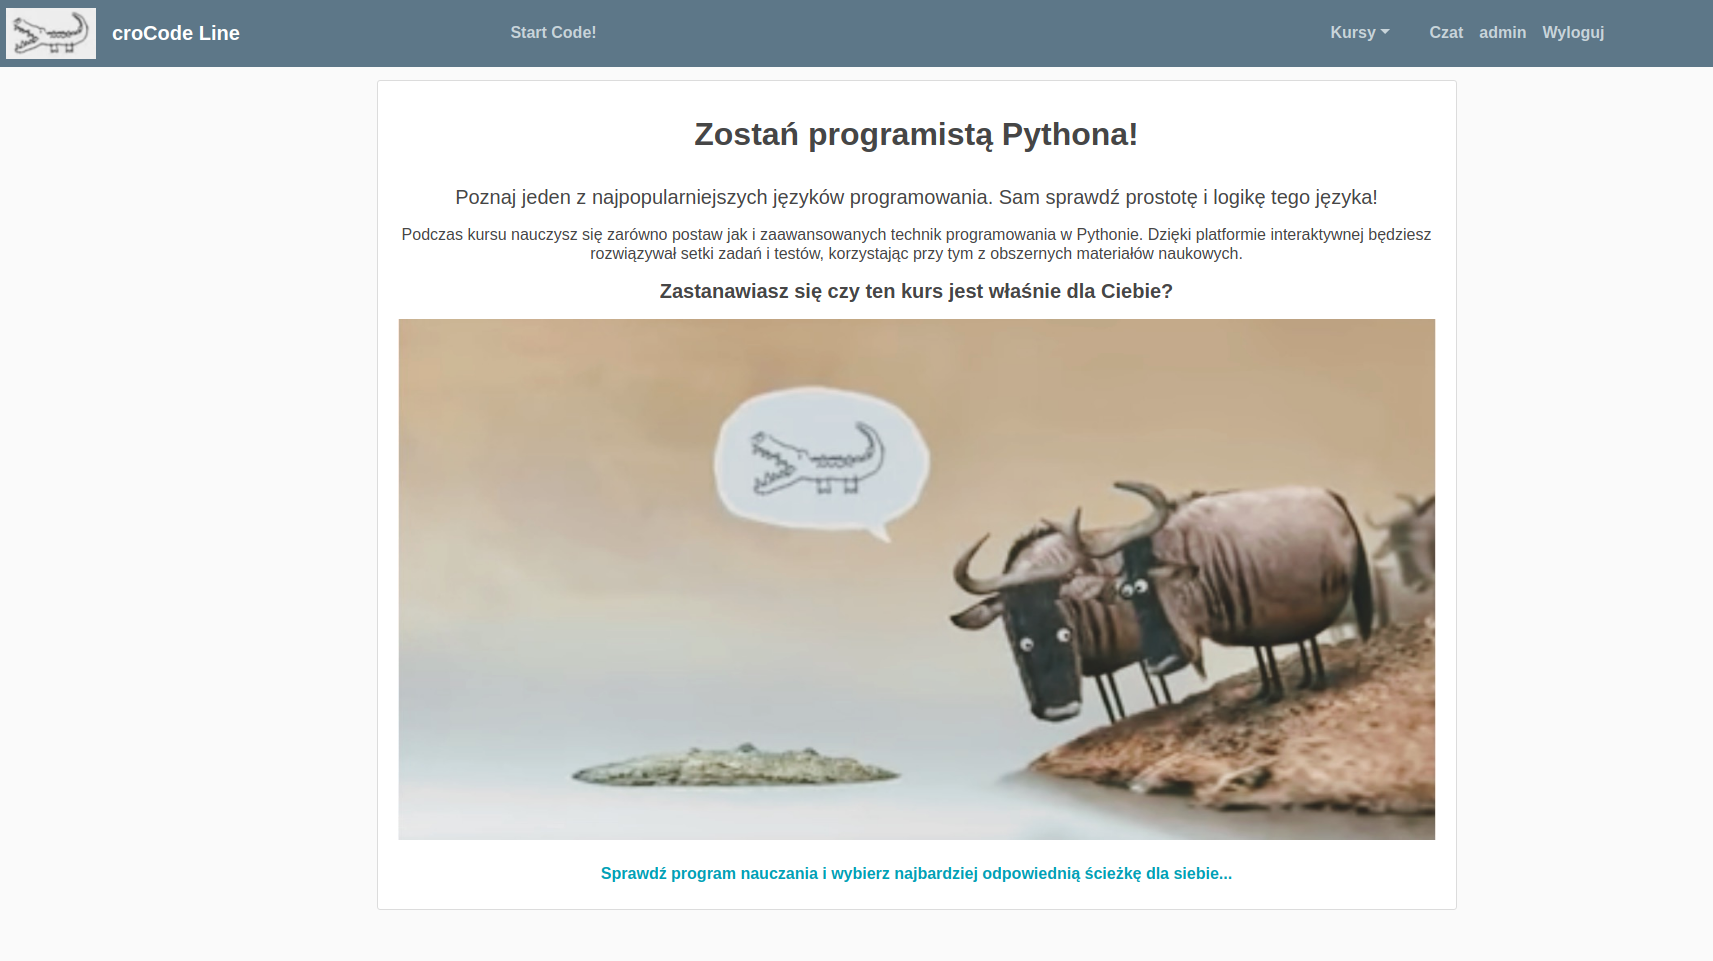 croCode Line
Start Code!
Kursy
Czat
admin
Wyloguj
Zostań programistą Pythona!
Poznaj jeden z najpopularniejszych języków programowania. Sam sprawdź prostotę i logikę tego języka!
Podczas kursu nauczysz się zarówno postaw jak i zaawansowanych technik programowania w Pythonie. Dzięki platformie interaktywnej będziesz
rozwiązywał setki zadań i testów, korzystając przy tym z obszernych materiałów naukowych.
Zastanawiasz się czy ten kurs jest właśnie dla Ciebie?
Sprawdź program nauczania i wybierz najbardziej odpowiednią ścieżkę dla siebie...